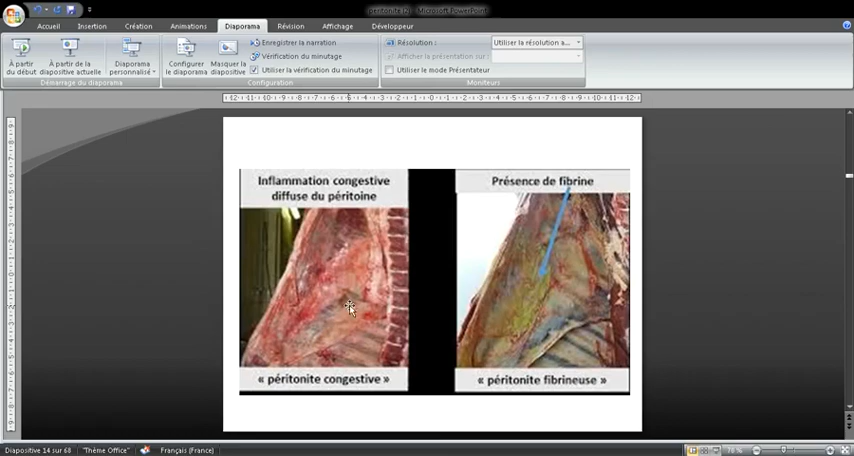 péritonite (2) - Microsoft PowerPoint
Accueil Insertion Création Animations Diaporama Révision Affichage Développeur
À partir du début
À partir de la diapositive actuelle
Diaporama personnalisé
Configurer le diaporama
Masquer la diapositive
Enregistrer la narration
Vérification du minutage
Utiliser la vérification du minutage
Résolution :
Utiliser la résolution a...
Afficher la présentation sur :
Utiliser le mode Présentateur
Démarrage du diaporama
Configuration
Moniteurs
Inflammation congestive
diffuse du péritoine
Présence de fibrine
« péritonite congestive »
« péritonite fibrineuse »
Diapositive 14 sur 68 "Thème Office" Français (France) 78 %